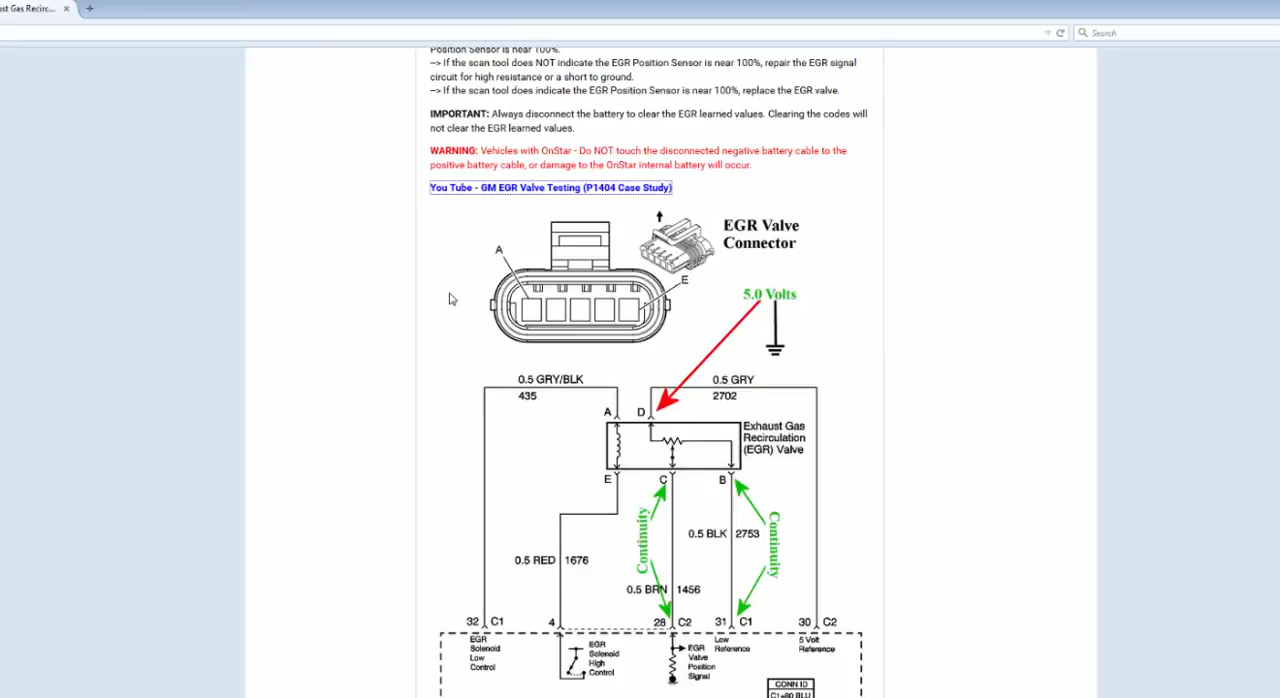 ust Gas Recirc...
Search
Position Sensor is near 100%.
--> If the scan tool does NOT indicate the EGR Position Sensor is near 100%, repair the EGR signal
circuit for high resistance or a short to ground.
--> If the scan tool does indicate the EGR Position Sensor is near 100%, replace the EGR valve.
IMPORTANT: Always disconnect the battery to clear the EGR learned values. Clearing the codes will
not clear the EGR learned values.
WARNING: Vehicles with OnStar - Do NOT touch the disconnected negative battery cable to the
positive battery cable, or damage to the OnStar internal battery will occur.
You Tube - GM EGR Valve Testing (P1404 Case Study)
EGR Valve
Connector
A
E
5.0 Volts
0.5 GRY/BLK
435
0.5 GRY
2702
A
D
Exhaust Gas
Recirculation
(EGR) Valve
E
C
B
Continuity
Continuity
0.5 BLK 2753
0.5 RED 1676
0.5 BRN 1456
32 C1
4
28 C2
31 C1
30 C2
EGR
Solenoid
Low
Control
EGR
Solenoid
High
Control
EGR
Valve
Position
Signal
Low
Reference
5 Volt
Reference
CONN ID
C1=80 BLU